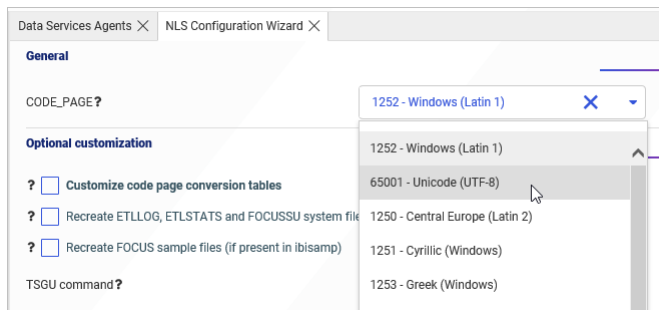 Data Services Agents
NLS Configuration Wizard
General
CODE_PAGE?
1252 - Windows (Latin 1)
1252 - Windows (Latin 1)
Optional customization
65001 - Unicode (UTF-8)
? Customize code page conversion tables
? Recreate ETLLOG, ETLSTATS and FOCUSSU system file
1250 - Central Europe (Latin 2)
? Recreate FOCUS sample files (if present in ibisamp)
1251 - Cyrillic (Windows)
TSGU command?
1253 - Greek (Windows)